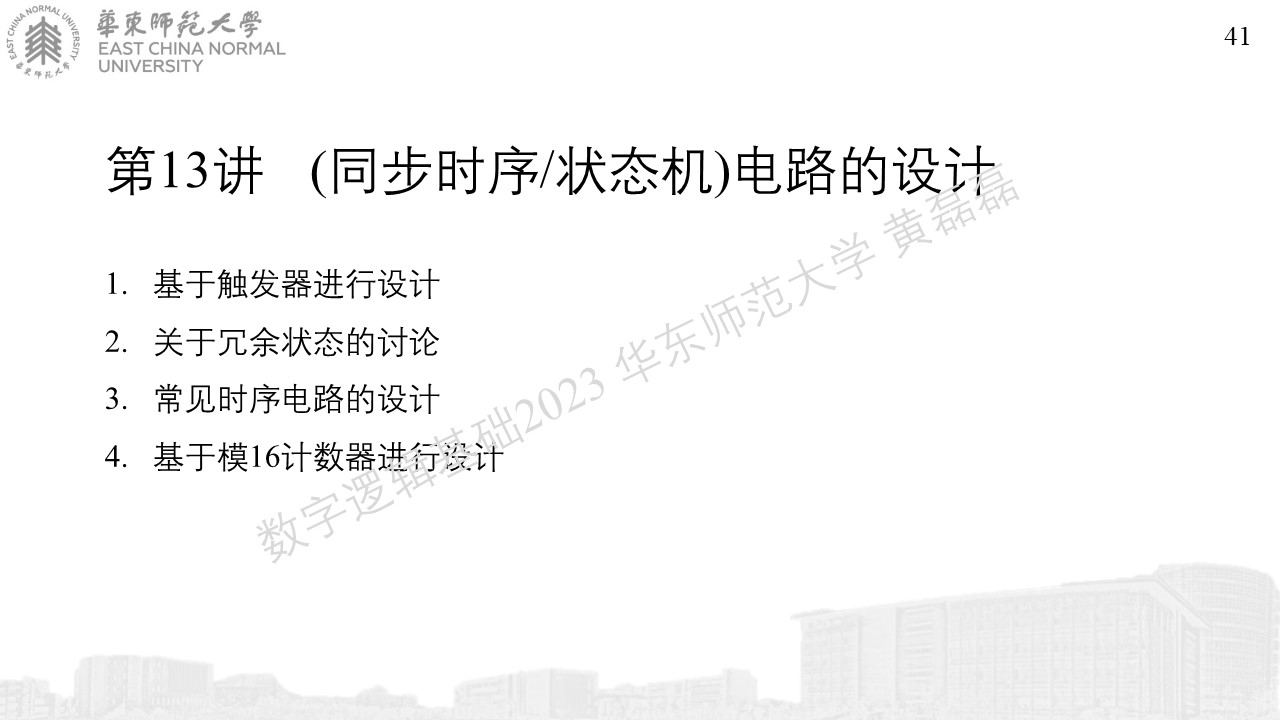 華東師范大學
EAST CHINA NORMAL
UNIVERSITY
41
第13讲 (同步时序/状态机)电路的设计
1. 基于触发器进行设计
2. 关于冗余状态的讨论
3. 常见时序电路的设计
4. 基于模16计数器进行设计
数字逻辑基础2023 华东师范大学 黄磊磊
EAST CHINA NORMAL UNIVERSITY
華東师范大学